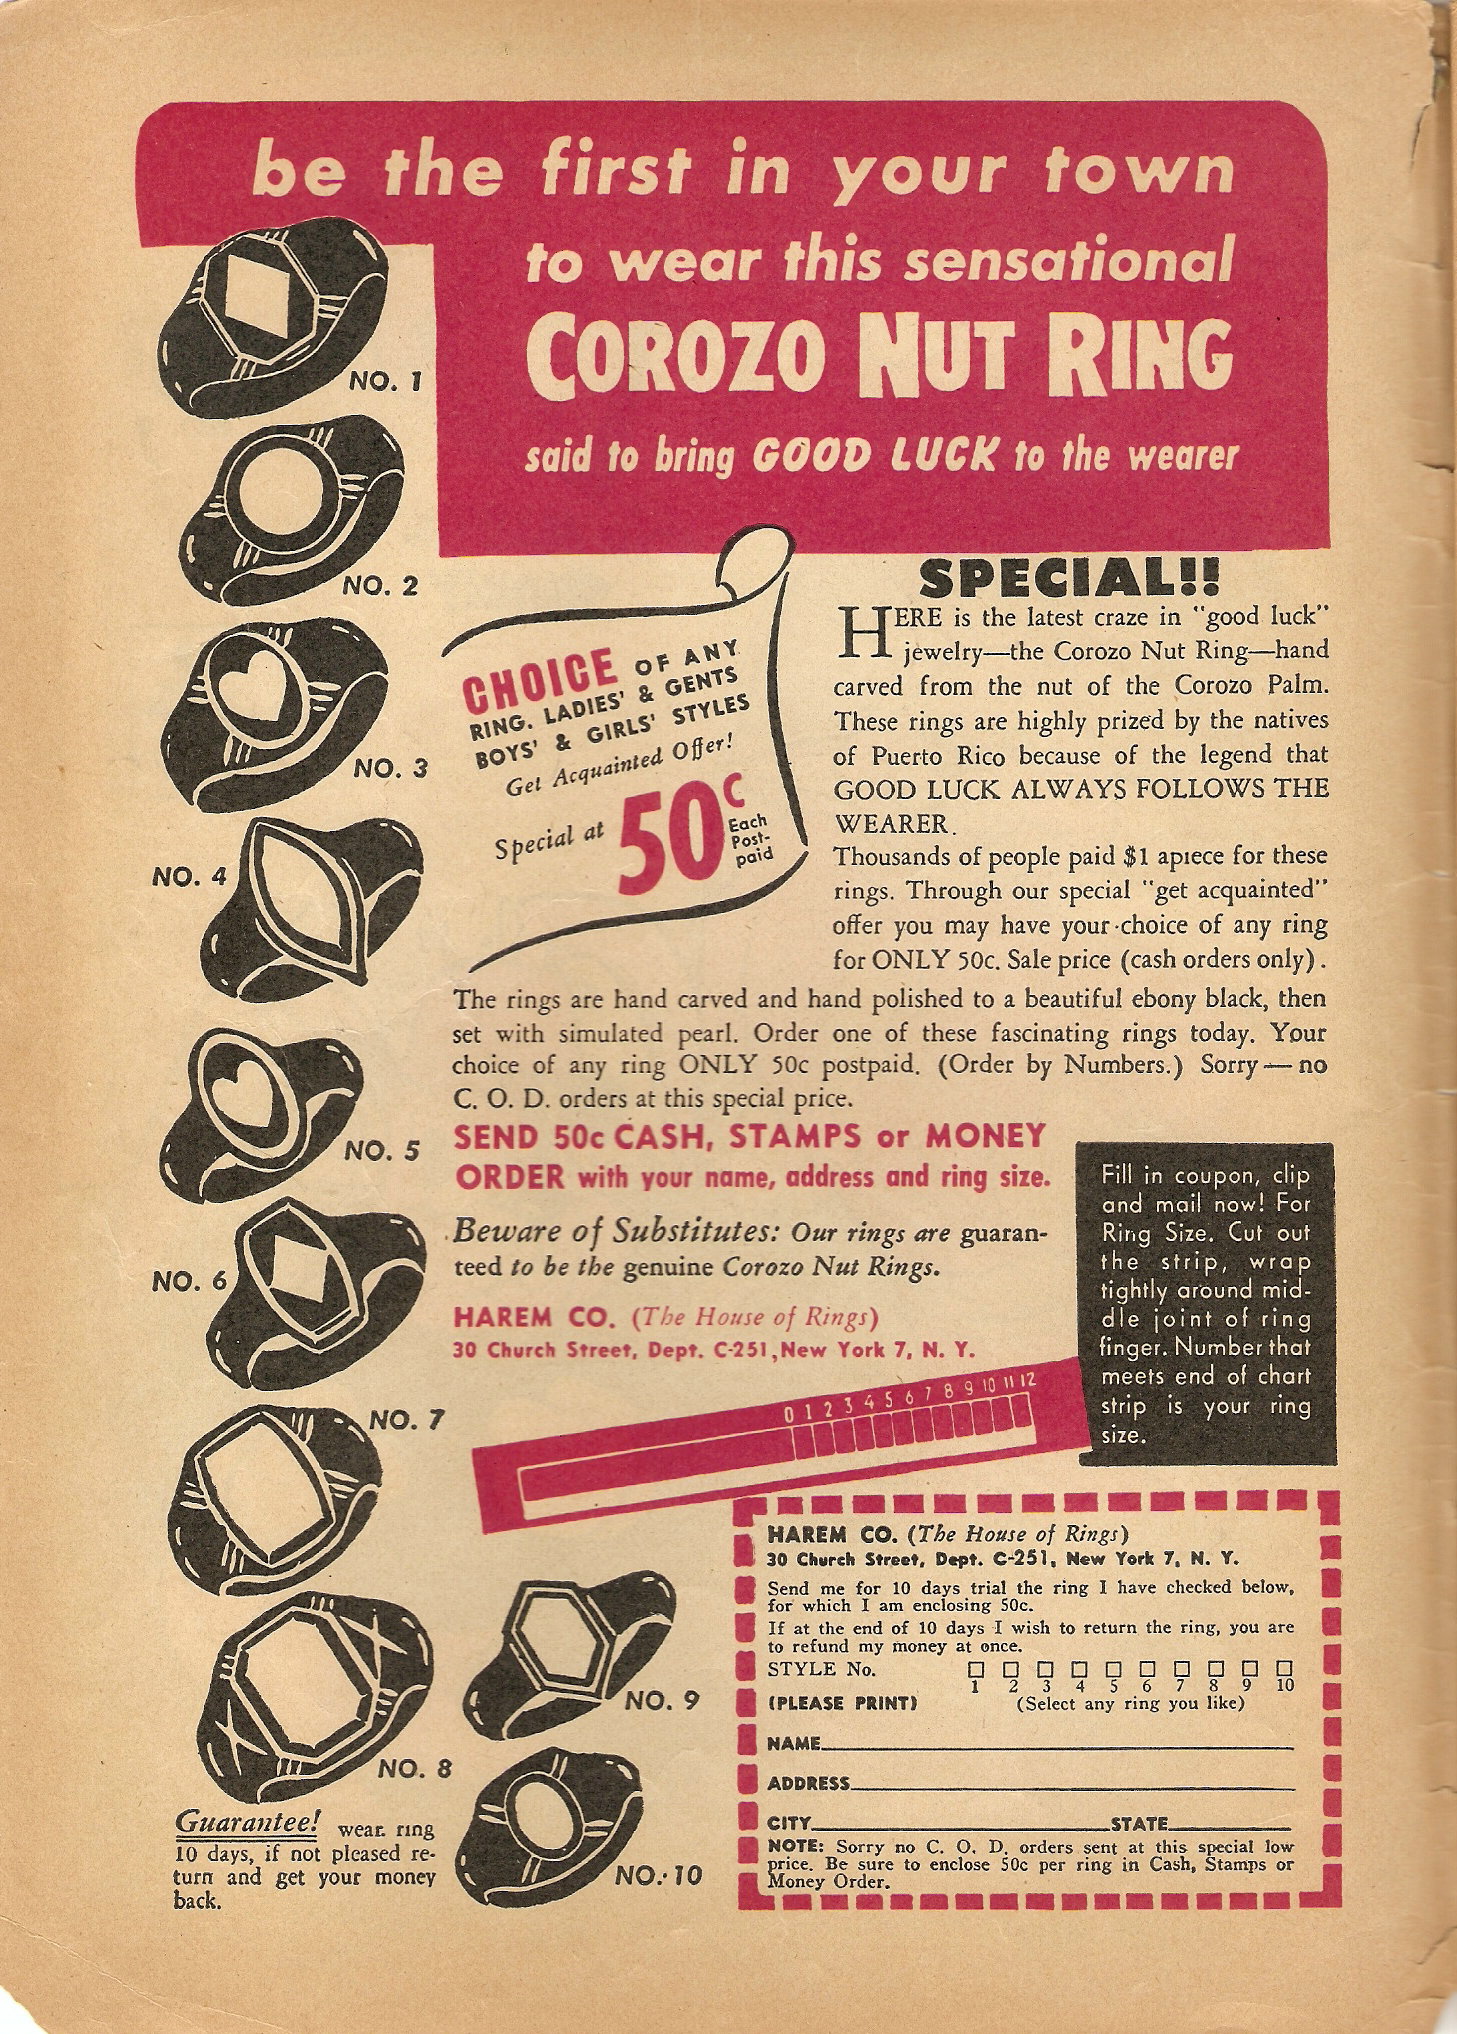 be the first in your town
to wear this sensational
COROZO NUT RING
said to bring GOOD LUCK to the wearer
NO. 1
NO. 2
NO. 3
NO. 4
NO. 5
NO. 6
NO. 7
NO. 8
NO. 9
NO. 10
CHOICE OF ANY
RING. LADIES' & GENTS
BOYS' & GIRLS' STYLES
Get Acquainted Offer!
Special at 50c
Each
Post-
paid
SPECIAL!!
HERE is the latest craze in "good luck"
jewelry—the Corozo Nut Ring—hand
carved from the nut of the Corozo Palm.
These rings are highly prized by the natives
of Puerto Rico because of the legend that
GOOD LUCK ALWAYS FOLLOWS THE
WEARER.
Thousands of people paid $1 apiece for these
rings. Through our special "get acquainted"
offer you may have your choice of any ring
for ONLY 50c. Sale price (cash orders only).
The rings are hand carved and hand polished to a beautiful ebony black, then
set with simulated pearl. Order one of these fascinating rings today. Your
choice of any ring ONLY 50c postpaid. (Order by Numbers.) Sorry — no
C. O. D. orders at this special price.
SEND 50c CASH, STAMPS or MONEY
ORDER with your name, address and ring size.
Beware of Substitutes: Our rings are guaran-
teed to be the genuine Corozo Nut Rings.
HAREM CO. (The House of Rings)
30 Church Street, Dept. C-251, New York 7, N. Y.
Fill in coupon, clip
and mail now! For
Ring Size. Cut out
the strip, wrap
tightly around mid-
dle joint of ring
finger. Number that
meets end of chart
strip is your ring
size.
0 1 2 3 4 5 6 7 8 9 10 11 12
HAREM CO. (The House of Rings)
30 Church Street, Dept. C-251, New York 7, N. Y.
Send me for 10 days trial the ring I have checked below,
for which I am enclosing 50c.
If at the end of 10 days I wish to return the ring, you are
to refund my money at once.
STYLE No.
1 2 3 4 5 6 7 8 9 10
(PLEASE PRINT) (Select any ring you like)
NAME
ADDRESS
CITY STATE
NOTE: Sorry no C. O. D. orders sent at this special low
price. Be sure to enclose 50c per ring in Cash, Stamps or
Money Order.
Guarantee! wear ring
10 days, if not pleased re-
turn and get your money
back.